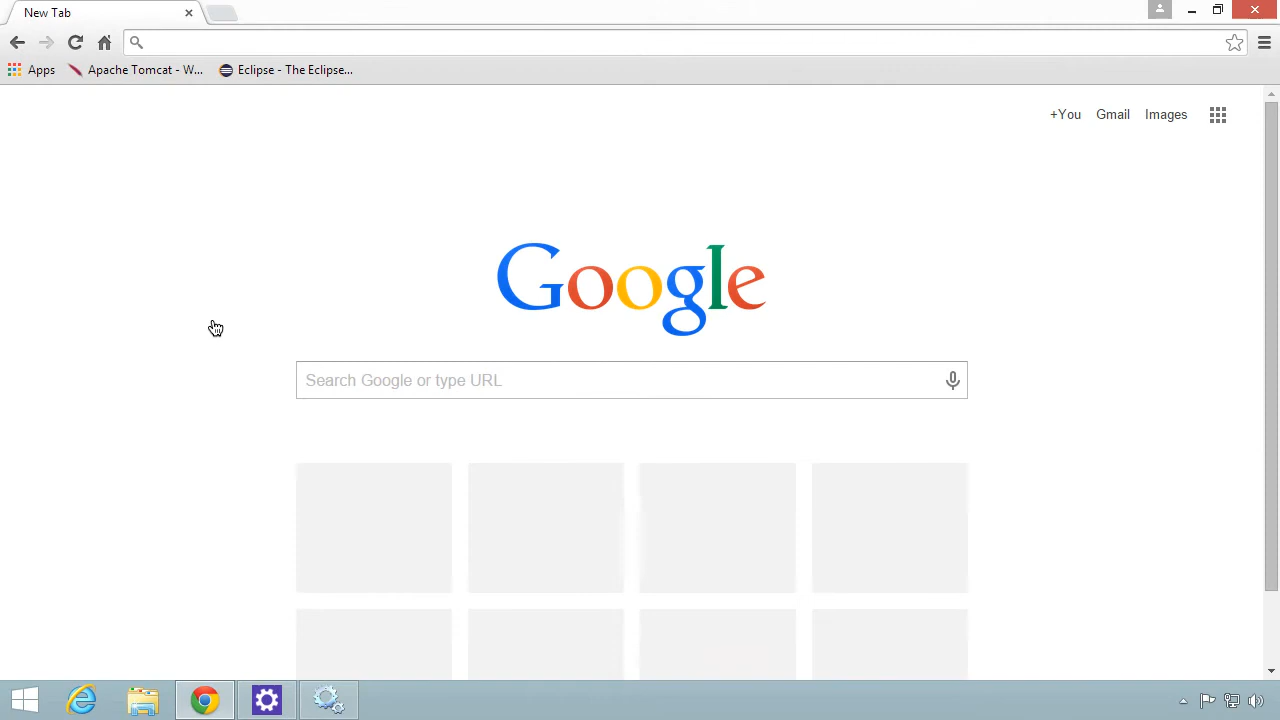 New Tab
Apps Apache Tomcat - W... Eclipse - The Eclipse...
+You Gmail Images
Google
Search Google or type URL